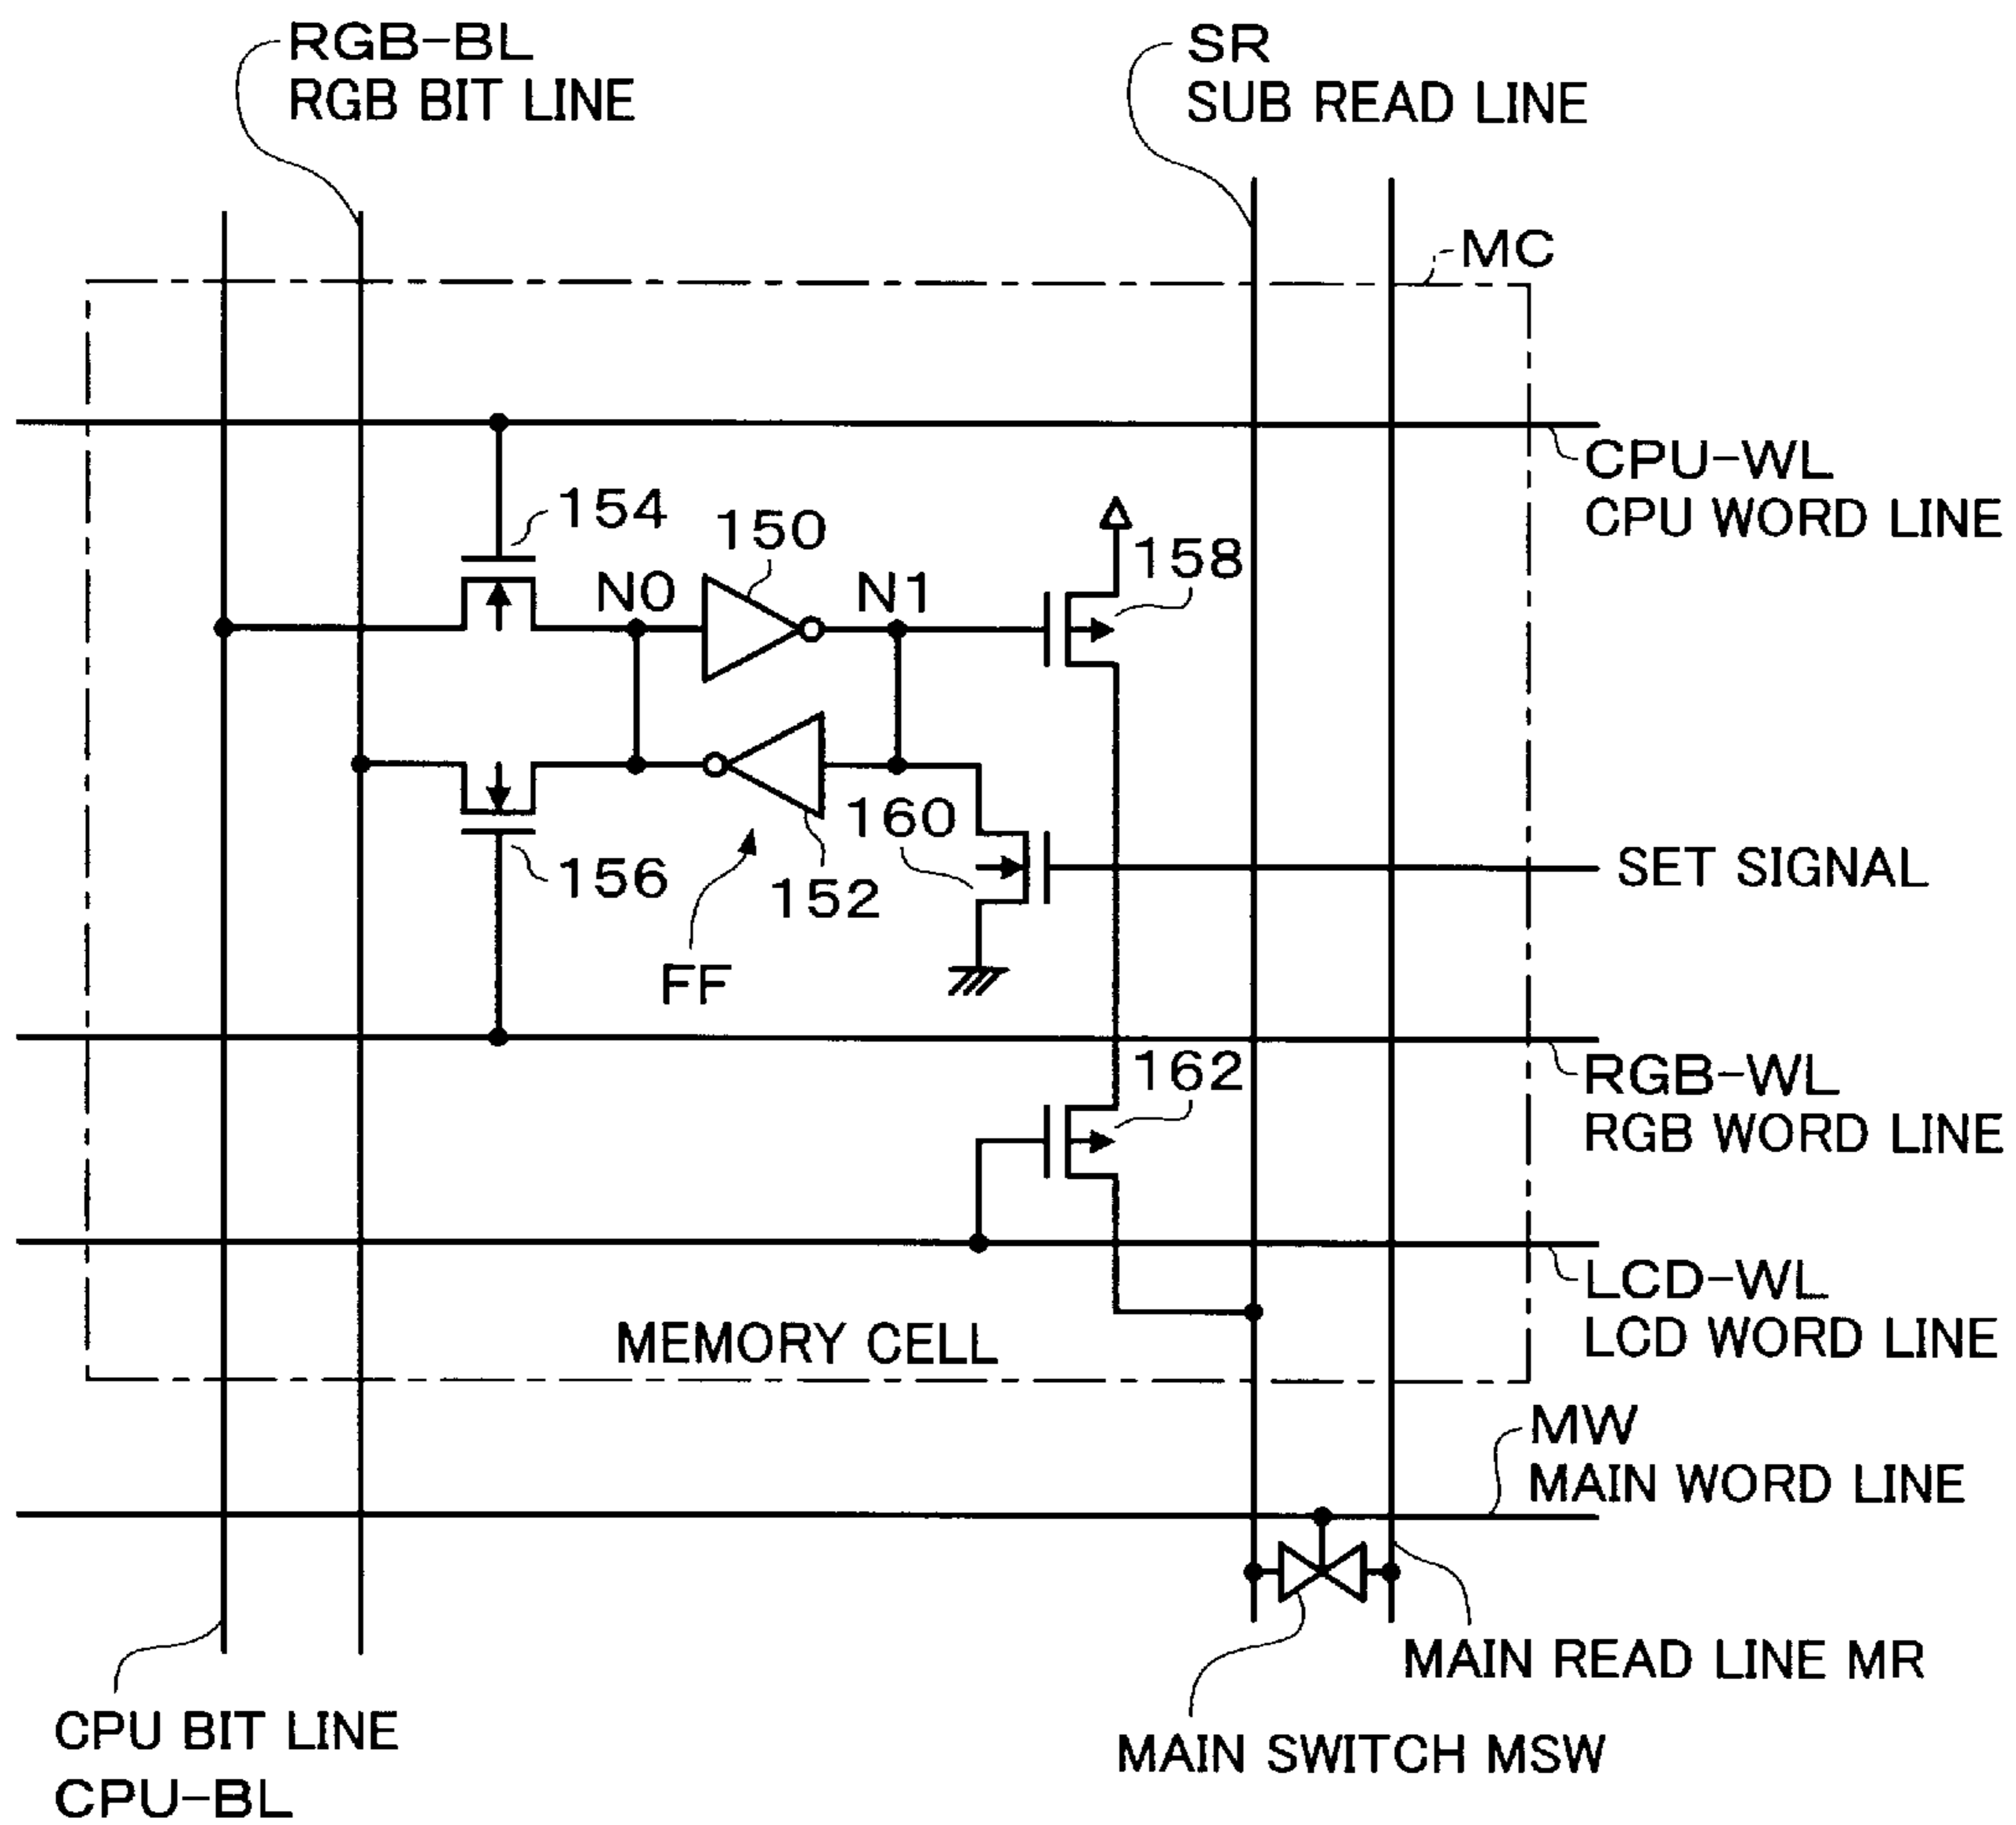 RGB-BL
RGB BIT LINE
SR
SUB READ LINE
MC
CPU-WL
CPU WORD LINE
154
150
158
N0
N1
160
156
152
SET SIGNAL
FF
162
RGB-WL
RGB WORD LINE
LCD-WL
LCD WORD LINE
MEMORY CELL
MW
MAIN WORD LINE
MAIN READ LINE MR
CPU BIT LINE
CPU-BL
MAIN SWITCH MSW